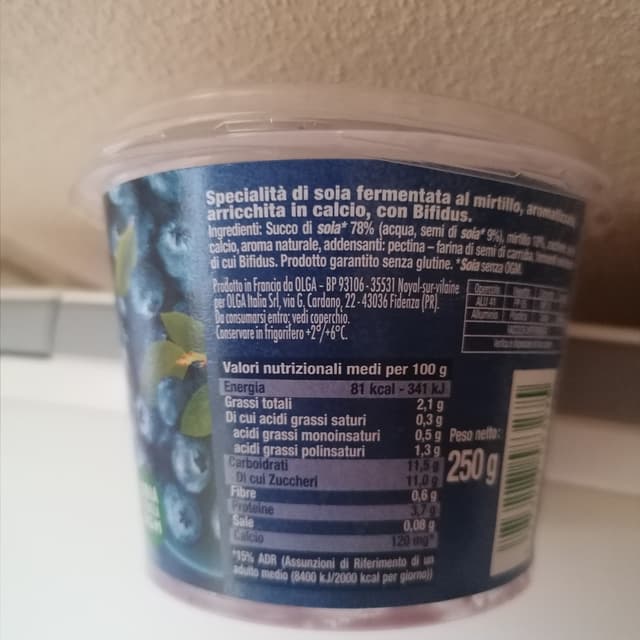 Specialità di soia fermentata al mirtillo,
arricchita in calcio, con Bifidus.
Ingredienti: Succo di soia* 78% (acqua, semi di soia* 9%), mirtillo
calcio, aroma naturale, addensanti: pectina - farina di semi di carruba,
di cui Bifidus. Prodotto garantito senza glutine. *Soia senza OGM.
Prodotto in Francia da OLGA - BP 93106 - 35531 Noyal-sur-vilaine
per OLGA Italia Srl, via G. Cardano, 22 - 43036 Fidenza (PR).
Da consumarsi entro: vedi coperchio.
Conservare in frigorifero +2°/+6°C.
Valori nutrizionali medi per 100 g
Energia 81 kcal - 341 kJ
Grassi totali 2,1 g
Di cui acidi grassi saturi 0,3 g
acidi grassi monoinsaturi 0,5 g
acidi grassi polinsaturi 1,3 g
Carboidrati 11,5 g
Di cui Zuccheri 11,0 g
Fibre 0,6 g
Proteine 3,7 g
Sale 0,08 g
Calcio 120 mg*
*15% ADR (Assunzioni di Riferimento di un
adulto medio (8400 kJ/2000 kcal per giorno))
Peso netto:
250 g